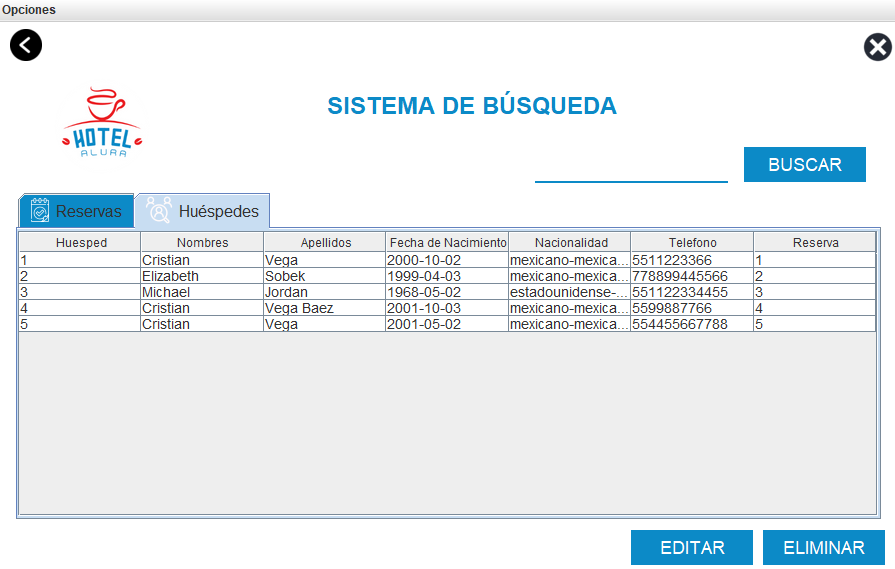 Opciones
SISTEMA DE BÚSQUEDA
HOTEL
ALURA
BUSCAR
Reservas Huéspedes
Huesped Nombres Apellidos Fecha de Nacimiento Nacionalidad Telefono Reserva
1 Cristian Vega 2000-10-02 mexicano-mexica... 5511223366 1
2 Elizabeth Sobek 1999-04-03 mexicano-mexica... 778899445566 2
3 Michael Jordan 1968-05-02 estadounidense-... 551122334455 3
4 Cristian Vega Baez 2001-10-03 mexicano-mexica... 5599887766 4
5 Cristian Vega 2001-05-02 mexicano-mexica... 554455667788 5
EDITAR ELIMINAR